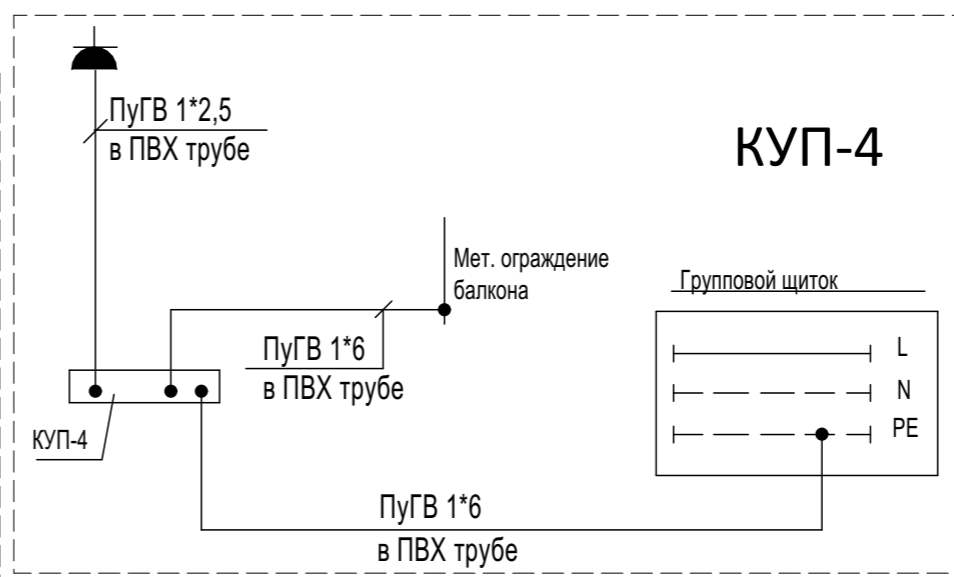 ПуГВ 1*2,5
в ПВХ трубе
КУП-4
Мет. ограждение
балкона
Групповой щиток
ПуГВ 1*6
в ПВХ трубе
L
N
PE
КУП-4
ПуГВ 1*6
в ПВХ трубе